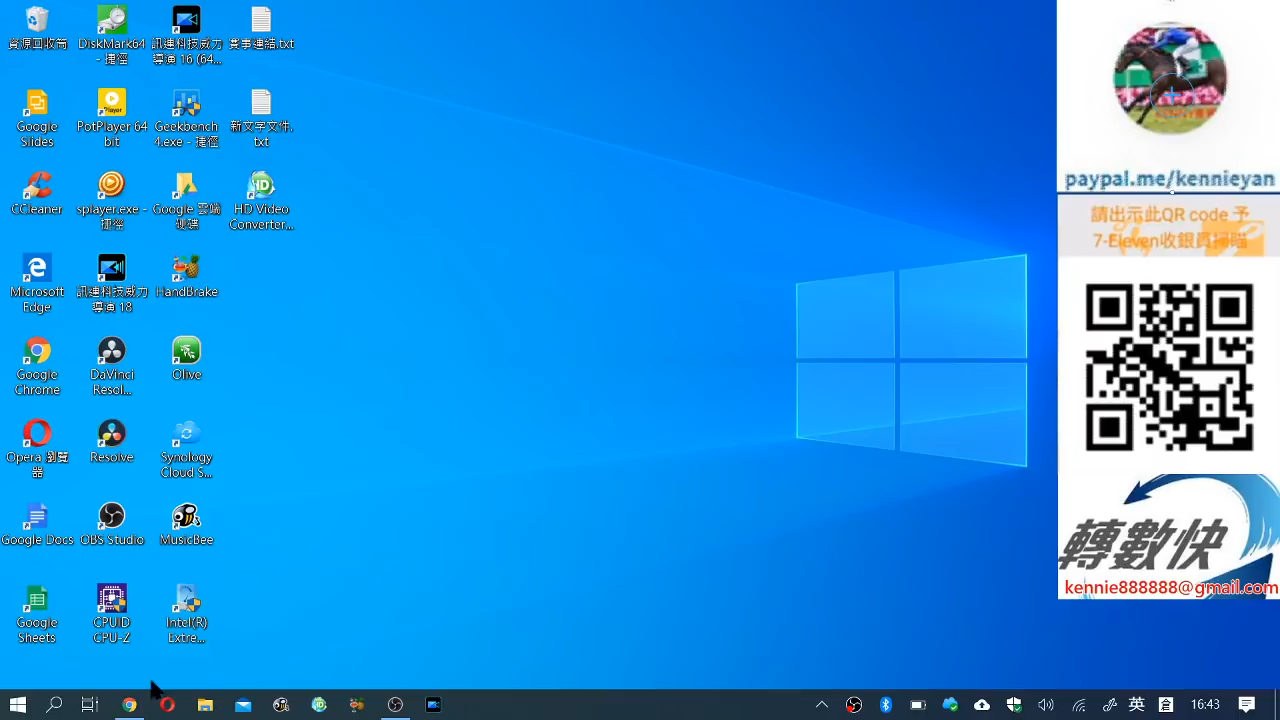 資源回收筒
DiskMark64
- 捷徑
訊連科技威力
導演 16 (64...
賽事連結.txt
Google
Slides
PotPlayer 64
bit
Player
Geekbench
4.exe - 捷徑
新文字文件.
txt
CCleaner
splayer.exe -
捷徑
Google 雲端
硬碟
HD Video
Converter...
Microsoft
Edge
訊連科技威力
導演 18
HandBrake
Google
Chrome
DaVinci
Resol...
Olive
Opera 瀏覽
器
Resolve
Synology
Cloud S...
Google Docs
OBS Studio
MusicBee
Google
Sheets
CPUID
CPU-Z
Intel(R)
Extre...
paypal.me/kennieyan
請出示此QR code 予
7-Eleven收銀員掃瞄
轉數快
kennie888888@gmail.com
英
16:43